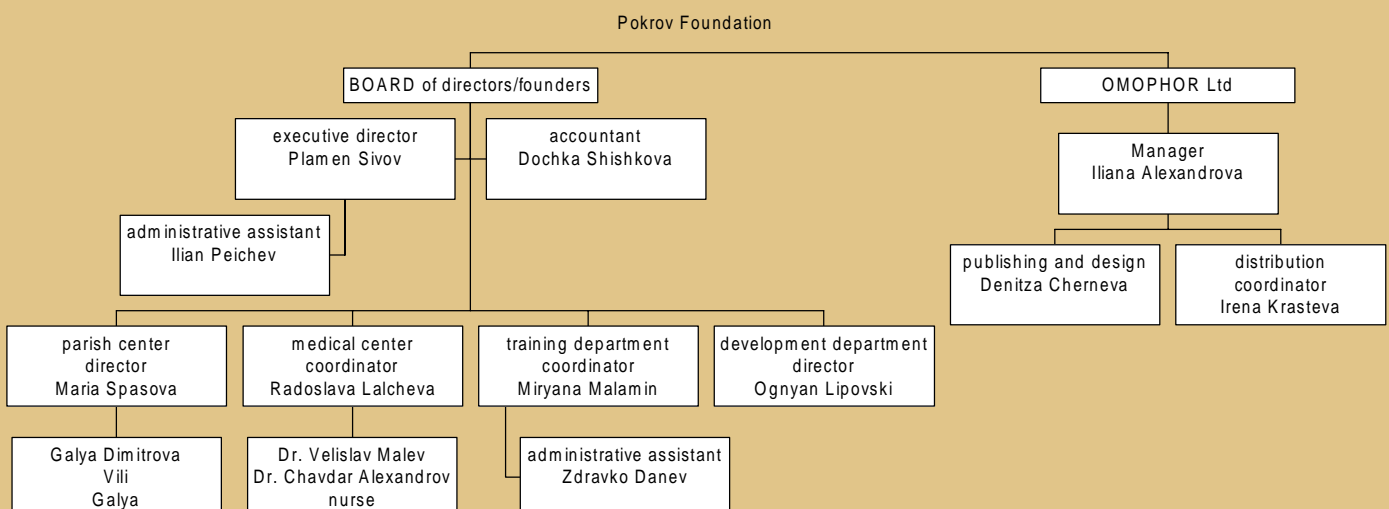 Pokrov Foundation
BOARD of directors/founders
OMOPHOR Ltd
executive director
Plamen Sivov
accountant
Dochka Shishkova
Manager
Iliana Alexandrova
administrative assistant
Ilian Peichev
publishing and design
Denitza Cherneva
distribution
coordinator
Irena Krasteva
parish center
director
Maria Spasova
medical center
coordinator
Radoslava Lalcheva
training department
coordinator
Miryana Malamin
development department
director
Ognyan Lipovski
Galya Dimitrova
Vili
Galya
Dr. Velislav Malev
Dr. Chavdar Alexandrov
nurse
administrative assistant
Zdravko Danev